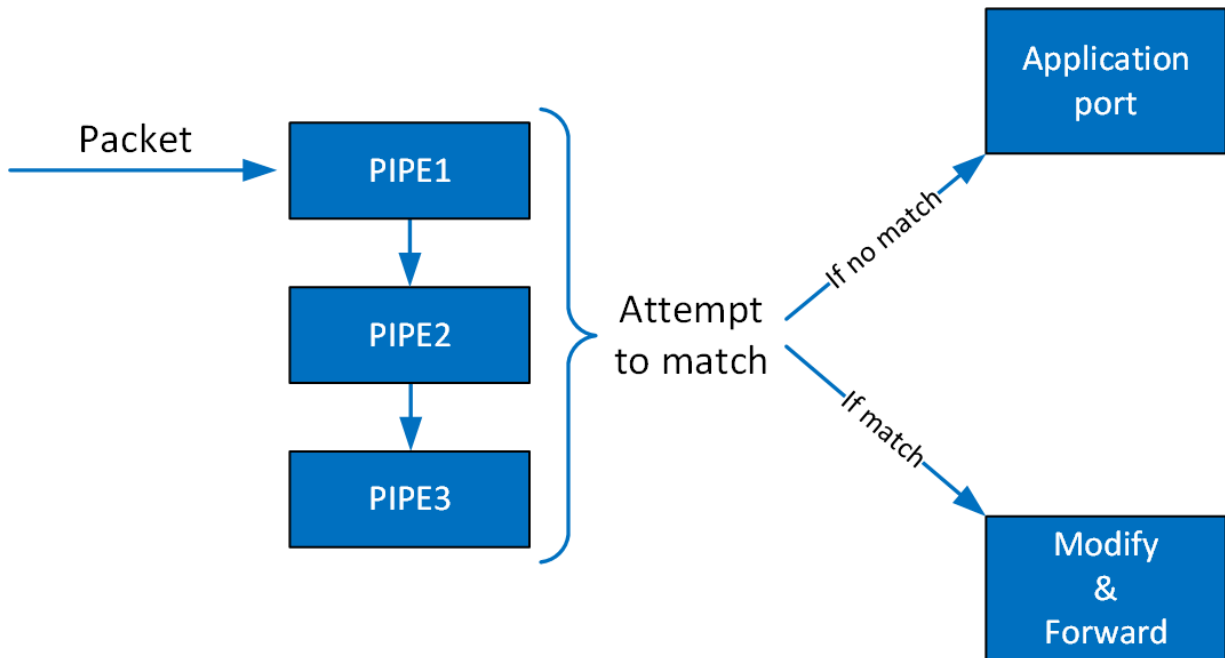 Packet
PIPE1
PIPE2
PIPE3
Attempt
to match
If no match
If match
Application
port
Modify
&
Forward